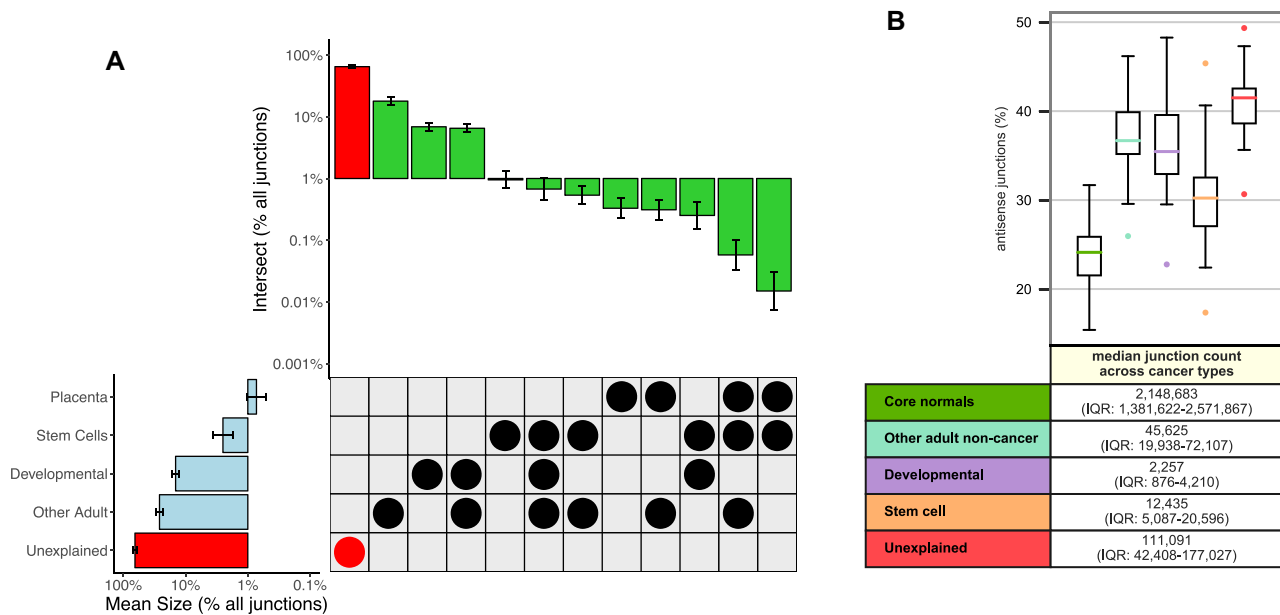 A
Intersect (% all junctions)
100%
10%
1%
0.1%
0.01%
0.001%
Placenta
Stem Cells
Developmental
Other Adult
Unexplained
100%
10%
1%
0.1%
Mean Size (% all junctions)
B
antisense junctions (%)
50
40
30
20
median junction count
across cancer types
Core normals
2,148,683
(IQR: 1,381,622-2,571,867)
Other adult non-cancer
45,625
(IQR: 19,938-72,107)
Developmental
2,257
(IQR: 876-4,210)
Stem cell
12,435
(IQR: 5,087-20,596)
Unexplained
111,091
(IQR: 42,408-177,027)